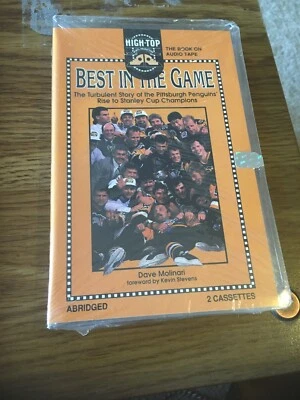 HIGH-TOP
THE BOOK ON
AUDIO TAPE
BEST IN THE GAME
The Turbulent Story of the Pittsburgh Penguins
Rise to Stanley Cup Champions
Dave Molinari
foreword by Kevin Stevens
ABRIDGED
2 CASSETTES